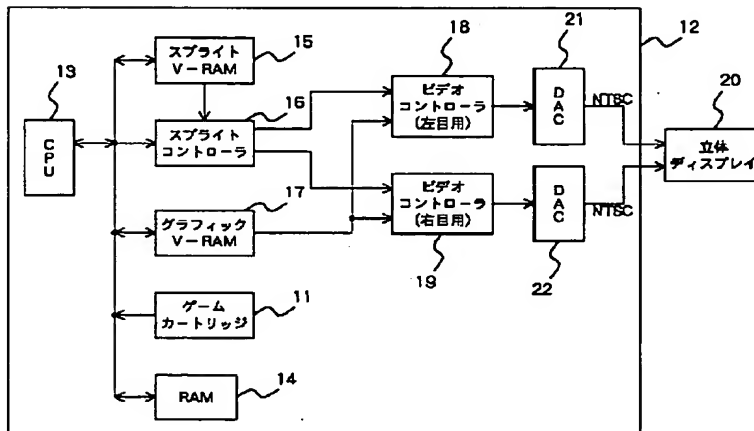 15
スプライト
V－RAM
13
CPU
16
スプライト
コントローラ
17
グラフィック
V－RAM
11
ゲーム
カートリッジ
14
RAM
18
ビデオ
コントローラ
(左目用)
ビデオ
コントローラ
(右目用)
19
21
DAC
NTSC
DAC
NTSC
22
12
20
立体
ディスプレイ